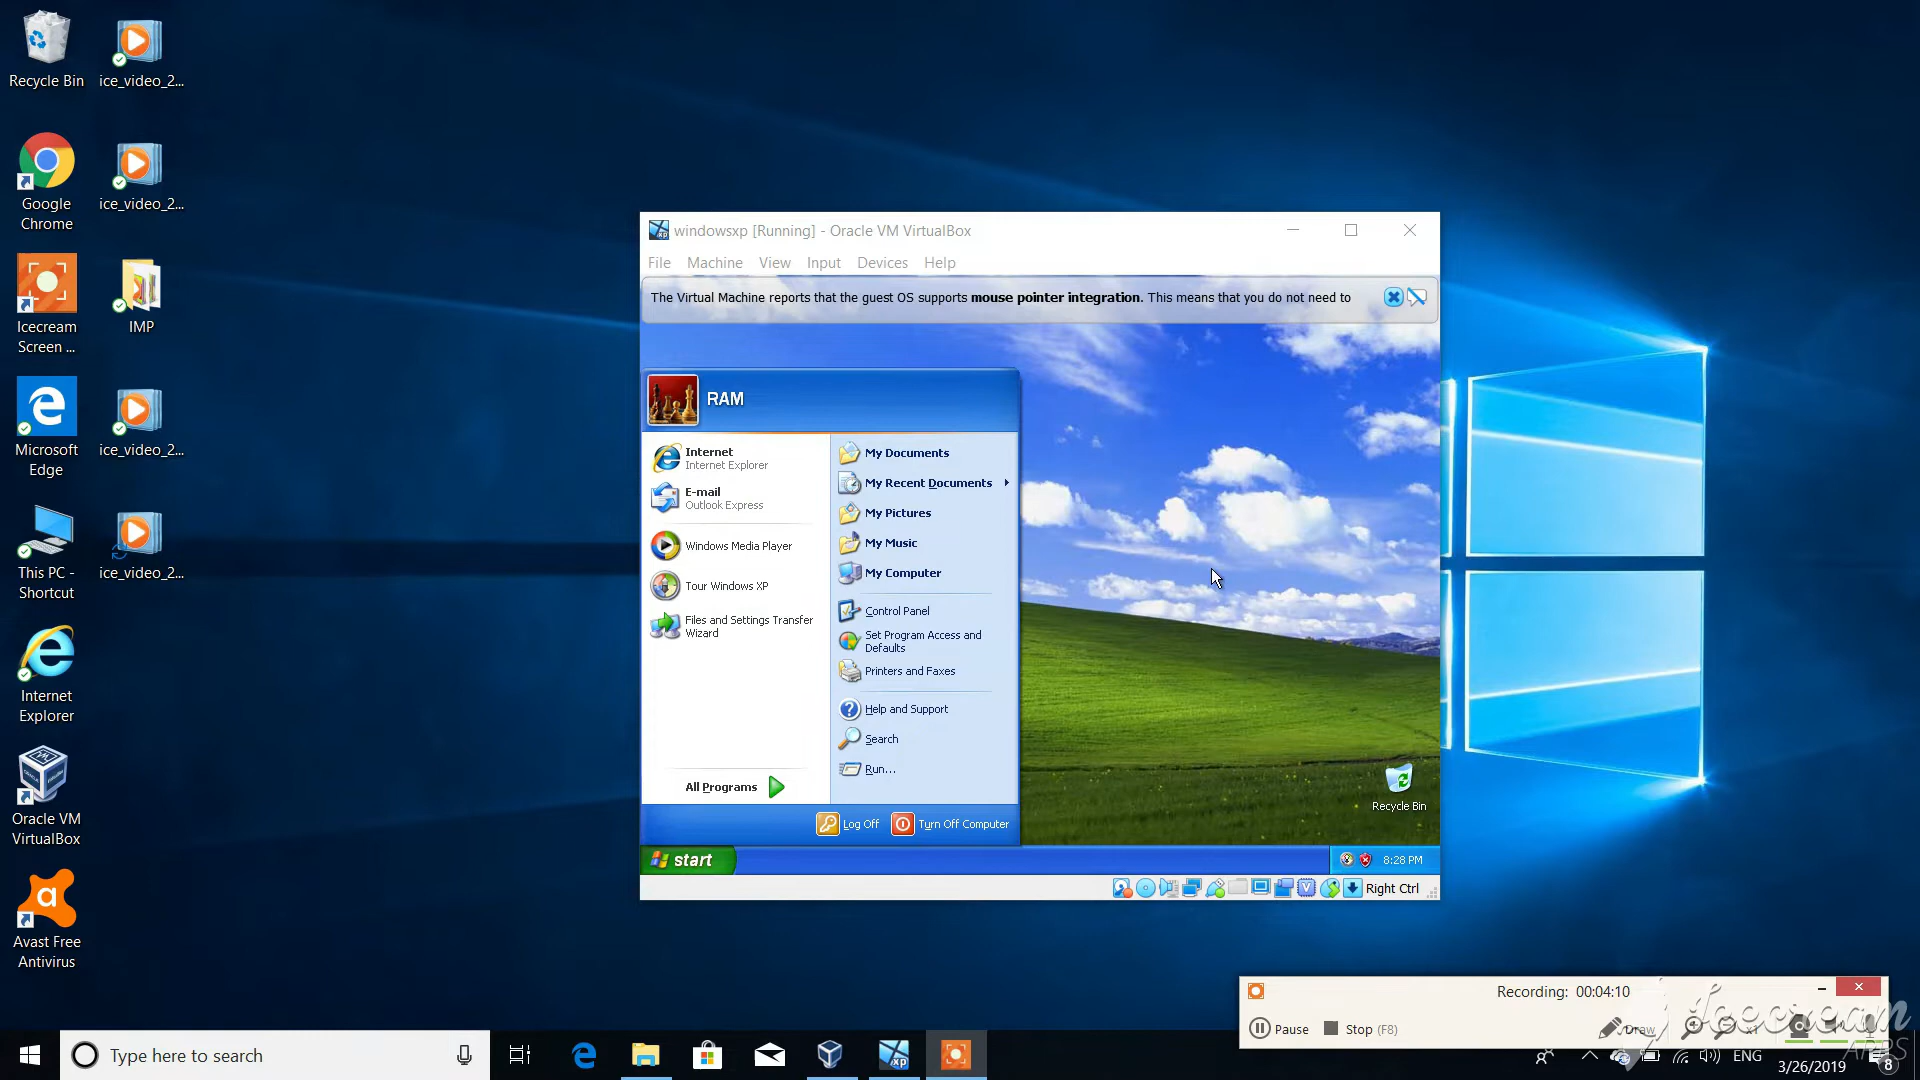 Recycle Bin
ice_video_2...
Google
Chrome
ice_video_2...
Icecream
Screen ...
IMP
Microsoft
Edge
ice_video_2...
This PC -
Shortcut
ice_video_2...
Internet
Explorer
Oracle VM
VirtualBox
Avast Free
Antivirus
windowsxp [Running] - Oracle VM VirtualBox
File Machine View Input Devices Help
The Virtual Machine reports that the guest OS supports mouse pointer integration. This means that you do not need to
RAM
Internet
Internet Explorer
E-mail
Outlook Express
Windows Media Player
Tour Windows XP
Files and Settings Transfer
Wizard
All Programs
My Documents
My Recent Documents
My Pictures
My Music
My Computer
Control Panel
Set Program Access and
Defaults
Printers and Faxes
Help and Support
Search
Run...
Log Off Turn Off Computer
Recycle Bin
start
8:28 PM
Right Ctrl
Recording: 00:04:10
Pause Stop (F8) Draw x1
Icecream
APPS
Type here to search
ENG
3/26/2019
8